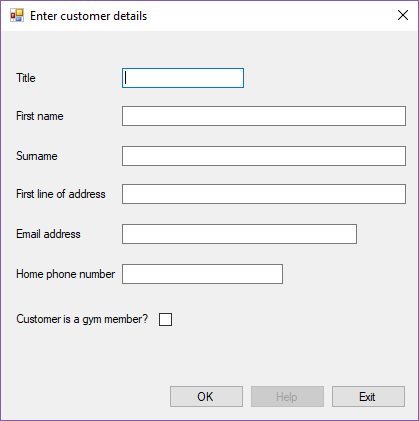 Enter customer details
Title
First name
Surname
First line of address
Email address
Home phone number
Customer is a gym member?
OK Help Exit